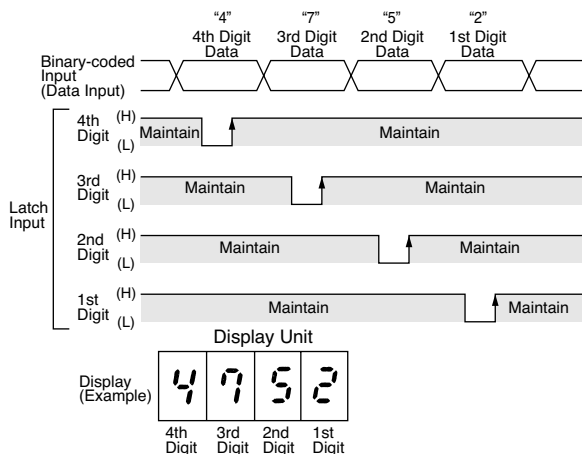 “4” “7” “5” “2”
4th Digit 3rd Digit 2nd Digit 1st Digit
Data Data Data Data
Binary-coded
Input
(Data Input)
4th
Digit
(H)
(L)
Maintain Maintain
3rd
Digit
(H)
(L)
Maintain Maintain
Latch
Input
2nd
Digit
(H)
(L)
Maintain Maintain
1st
Digit
(H)
(L)
Maintain Maintain
Display Unit
Display
(Example)
4 7 5 2
4th 3rd 2nd 1st
Digit Digit Digit Digit